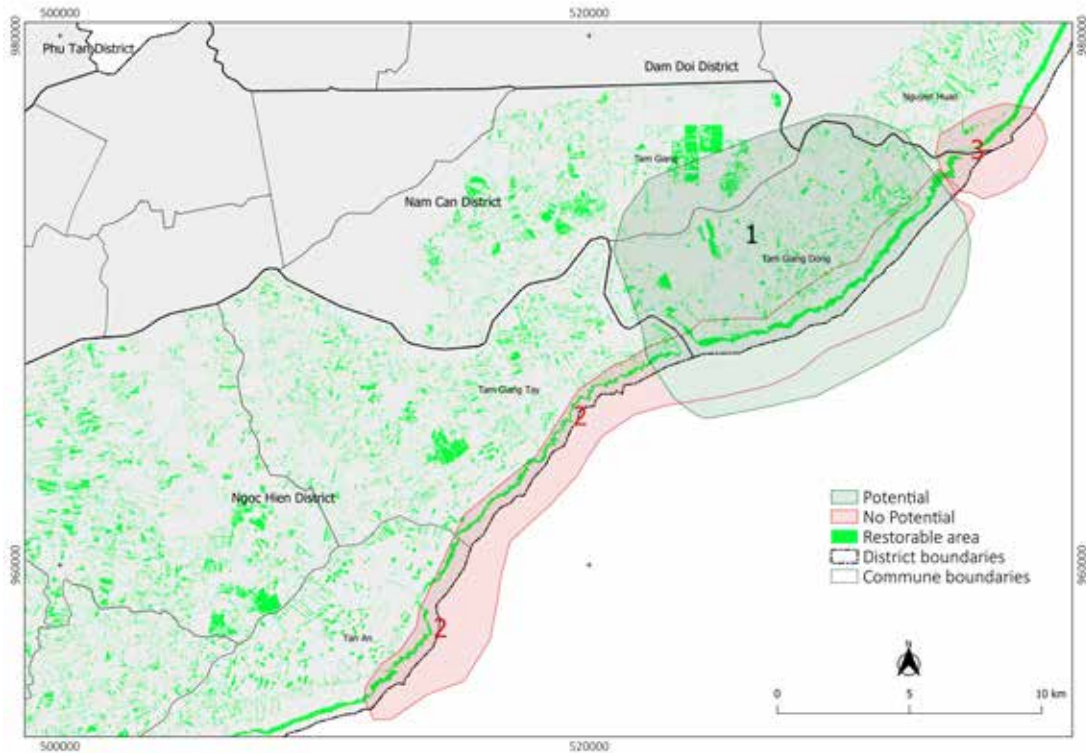 500000
520000
980000
980000
Phu Tan District
Dam Doi District
Nguyen Huan
3
Tam Giang
Nam Can District
1
Tam Giang Dong
Tam Giang Tay
2
Ngoc Hien District
Potential
No Potential
Restorable area
District boundaries
Commune boundaries
960000
960000
2
Tan An
N
0
5
10 km
500000
520000